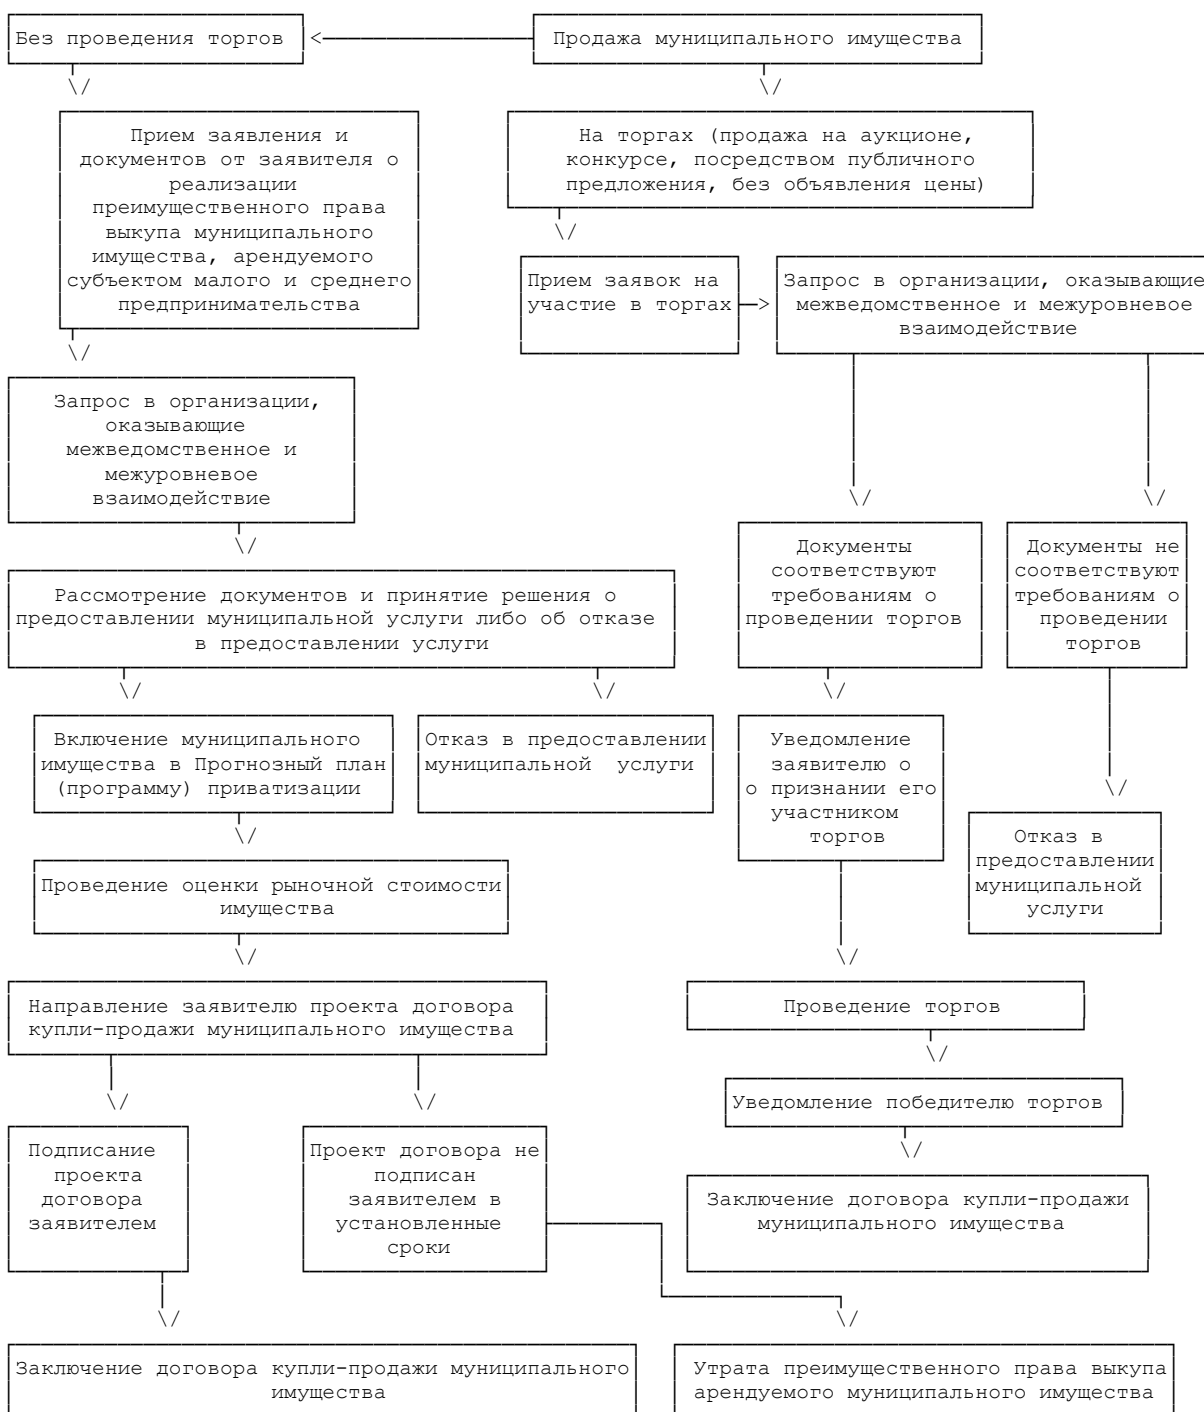 Без проведения торгов
Продажа муниципального имущества
Прием заявления и
документов от заявителя о
реализации
преимущественного права
выкупа муниципального
имущества, арендуемого
субъектом малого и среднего
предпринимательства
На торгах (продажа на аукционе,
конкурсе, посредством публичного
предложения, без объявления цены)
Прием заявок на
участие в торгах
Запрос в организации, оказывающие
межведомственное и межуровневое
взаимодействие
Запрос в организации,
оказывающие
межведомственное и
межуровневое
взаимодействие
Документы
соответствуют
требованиям о
проведении торгов
Документы не
соответствуют
требованиям о
проведении
торгов
Рассмотрение документов и принятие решения о
предоставлении муниципальной услуги либо об отказе
в предоставлении услуги
Включение муниципального
имущества в Прогнозный план
(программу) приватизации
Отказ в предоставлении
муниципальной услуги
Уведомление
заявителю о
о признании его
участником
торгов
Отказ в
предоставлении
муниципальной
услуги
Проведение оценки рыночной стоимости
имущества
Направление заявителю проекта договора
купли-продажи муниципального имущества
Проведение торгов
Уведомление победителю торгов
Подписание
проекта
договора
заявителем
Проект договора не
подписан
заявителем в
установленные
сроки
Заключение договора купли-продажи
муниципального имущества
Заключение договора купли-продажи муниципального
имущества
Утрата преимущественного права выкупа
арендуемого муниципального имущества